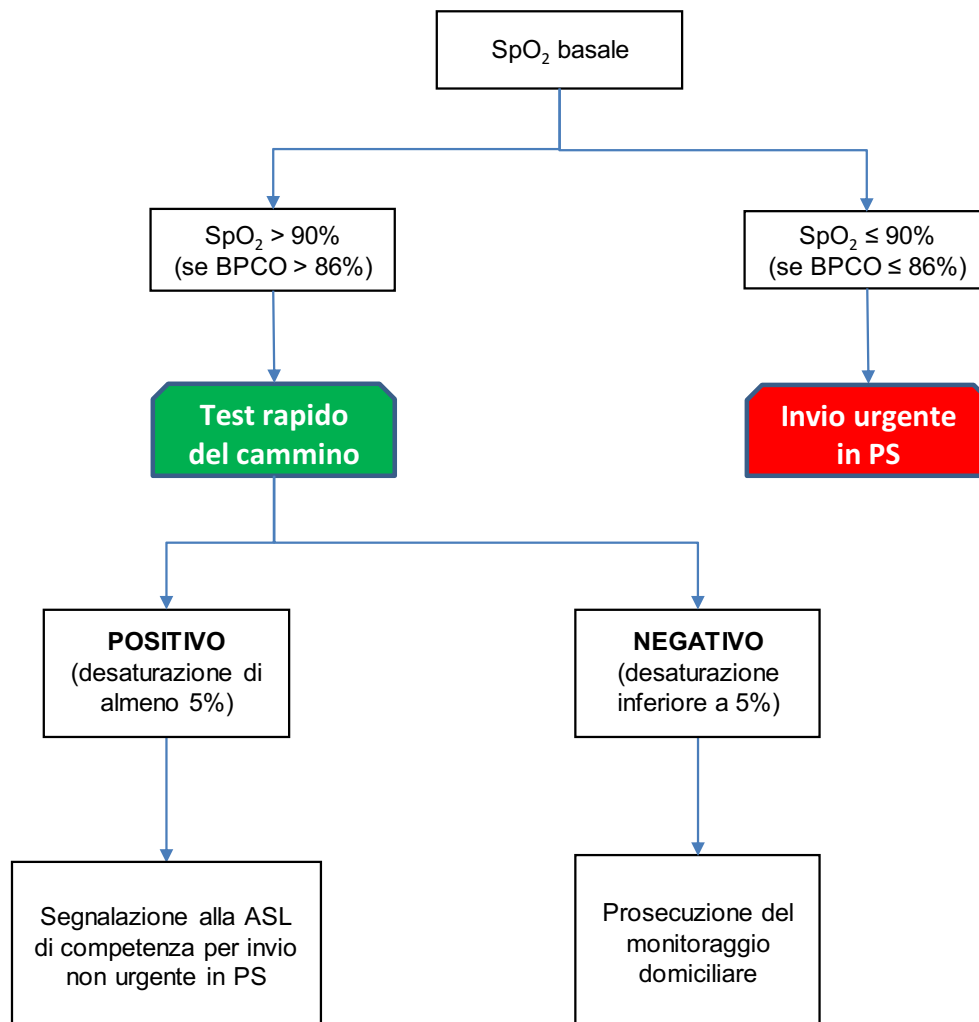 SpO₂ basale
SpO₂ > 90%
(se BPCO > 86%)
SpO₂ ≤ 90%
(se BPCO ≤ 86%)
Test rapido
del cammino
Invio urgente
in PS
POSITIVO
(desaturazione di
almeno 5%)
NEGATIVO
(desaturazione
inferiore a 5%)
Segnalazione alla ASL
di competenza per invio
non urgente in PS
Prosecuzione del
monitoraggio
domiciliare